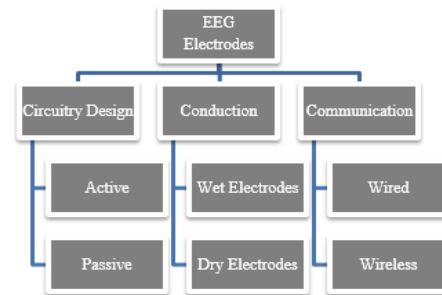 EEG
Electrodes
Circuitry Design
Conduction
Communication
Active
Wet Electrodes
Wired
Passive
Dry Electrodes
Wireless